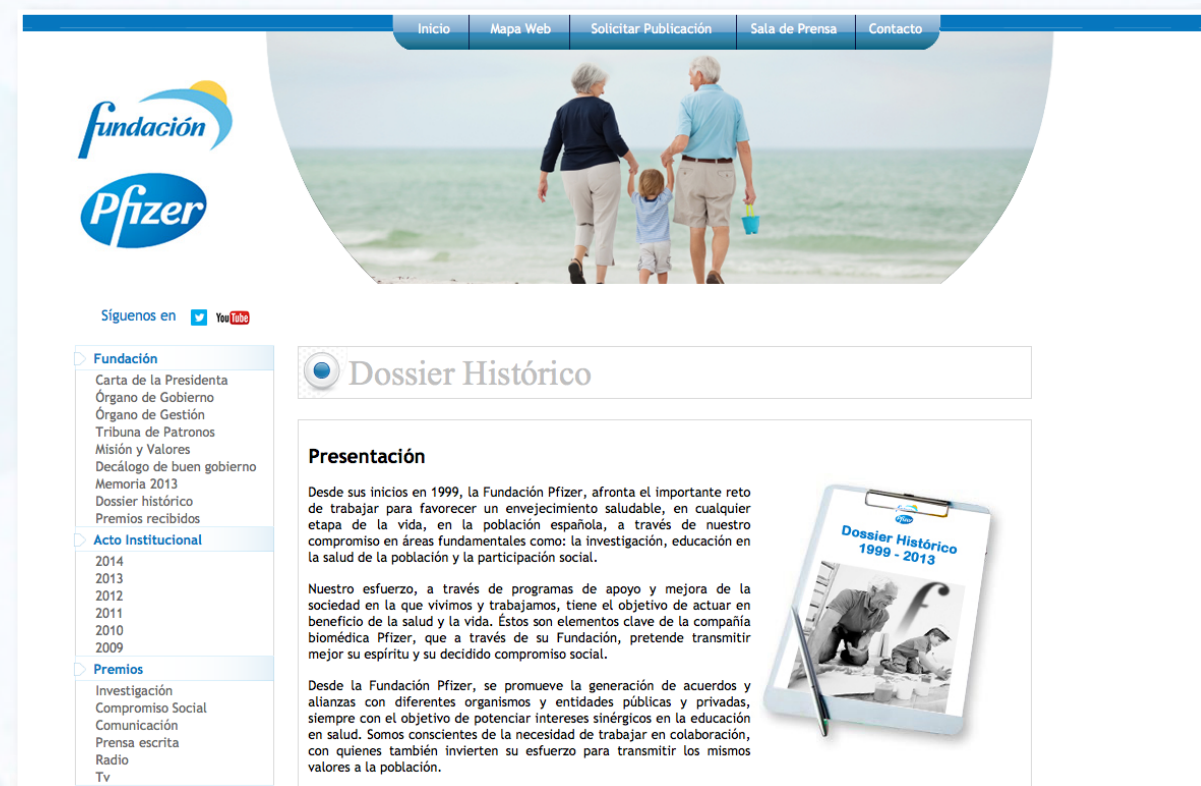 Inicio
Mapa Web
Solicitar Publicación
Sala de Prensa
Contacto
fundación
Pfizer
Síguenos en
YouTube
Fundación
Carta de la Presidenta
Órgano de Gobierno
Órgano de Gestión
Tribuna de Patronos
Misión y Valores
Decálogo de buen gobierno
Memoria 2013
Dossier histórico
Premios recibidos
Acto Institucional
2014
2013
2012
2011
2010
2009
Premios
Investigación
Compromiso Social
Comunicación
Prensa escrita
Radio
Tv
Dossier Histórico
Presentación
Desde sus inicios en 1999, la Fundación Pfizer, afronta el importante reto
de trabajar para favorecer un envejecimiento saludable, en cualquier
etapa de la vida, en la población española, a través de nuestro
compromiso en áreas fundamentales como: la investigación, educación en
la salud de la población y la participación social.
Nuestro esfuerzo, a través de programas de apoyo y mejora de la
sociedad en la que vivimos y trabajamos, tiene el objetivo de actuar en
beneficio de la salud y la vida. Éstos son elementos clave de la compañía
biomédica Pfizer, que a través de su Fundación, pretende transmitir
mejor su espíritu y su decidido compromiso social.
Desde la Fundación Pfizer, se promueve la generación de acuerdos y
alianzas con diferentes organismos y entidades públicas y privadas,
siempre con el objetivo de potenciar intereses sinérgicos en la educación
en salud. Somos conscientes de la necesidad de trabajar en colaboración,
con quienes también invierten su esfuerzo para transmitir los mismos
valores a la población.
Pfizer
Dossier Histórico
1999 - 2013